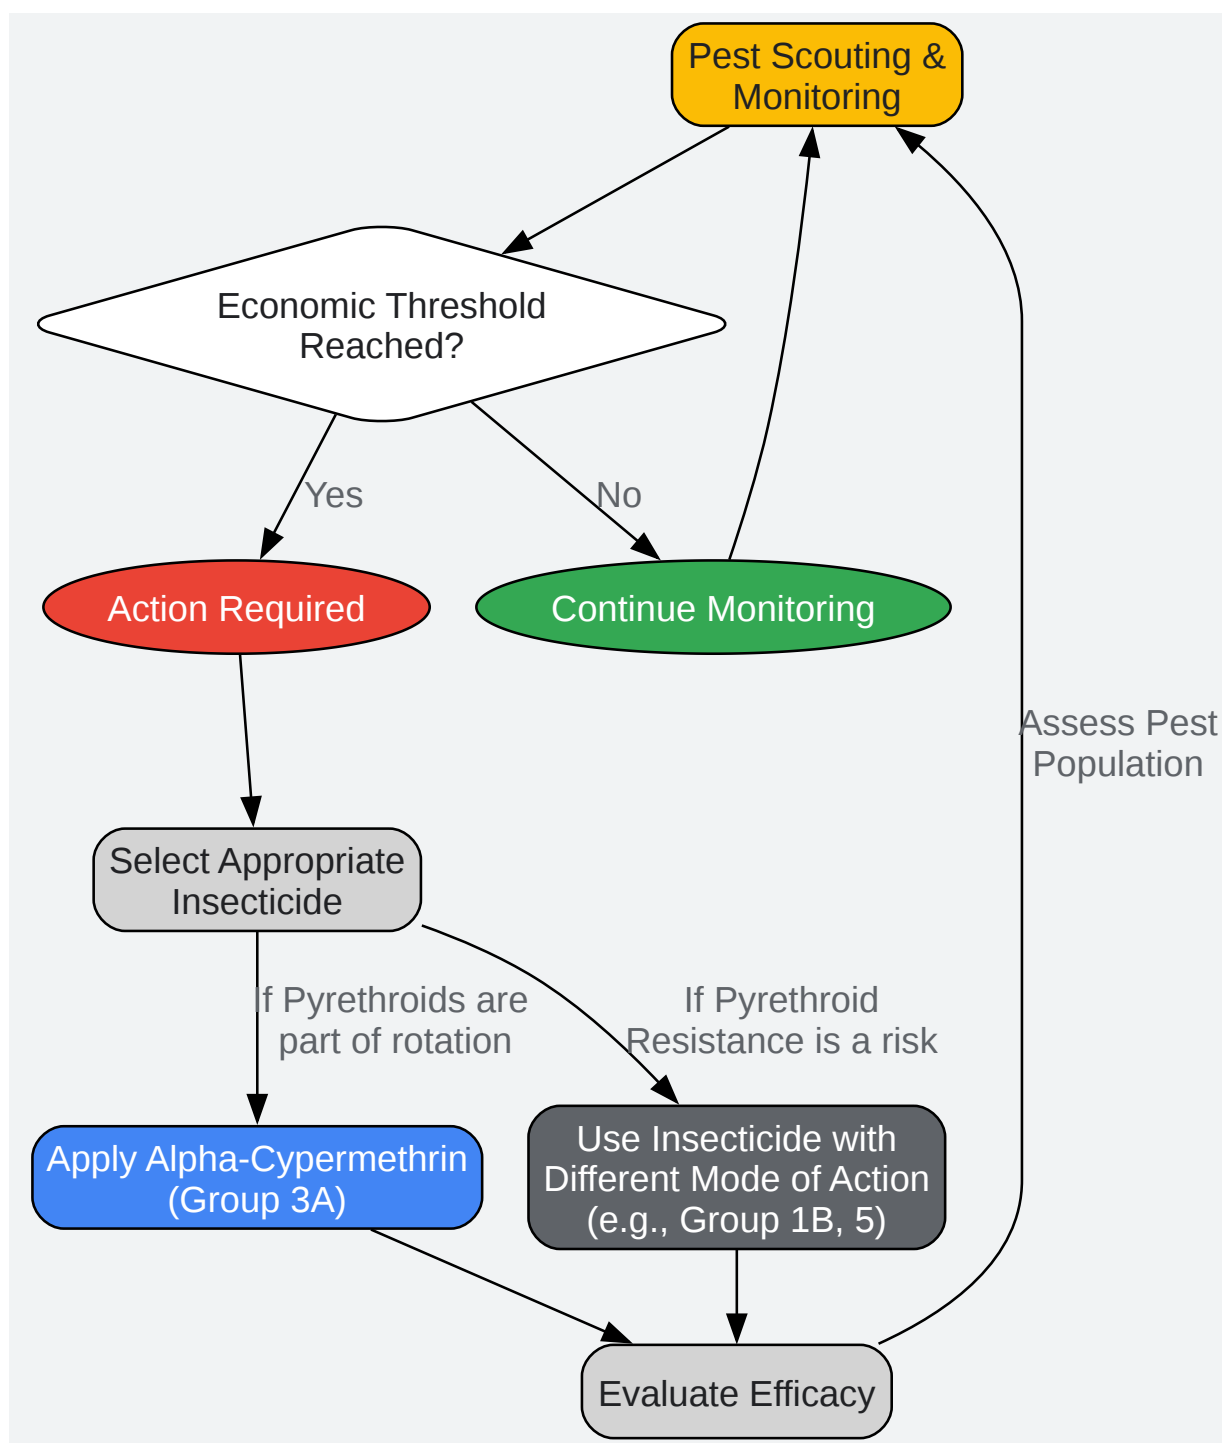 Pest Scouting &
Monitoring
Economic Threshold
Reached?
Yes
No
Action Required
Continue Monitoring
Assess Pest
Population
Select Appropriate
Insecticide
If Pyrethroids are
part of rotation
If Pyrethroid
Resistance is a risk
Apply Alpha-Cypermethrin
(Group 3A)
Use Insecticide with
Different Mode of Action
(e.g., Group 1B, 5)
Evaluate Efficacy